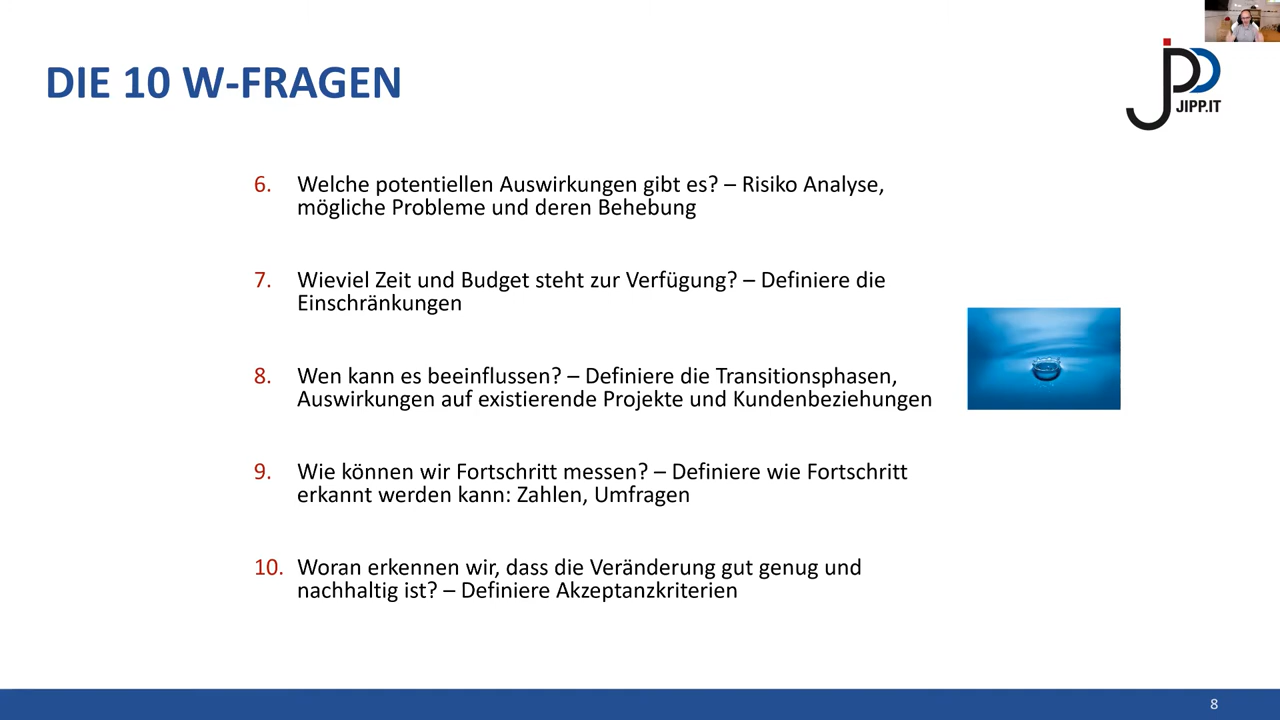 DIE 10 W-FRAGEN
JIPP.IT
6. Welche potentiellen Auswirkungen gibt es? – Risiko Analyse,
mögliche Probleme und deren Behebung
7. Wieviel Zeit und Budget steht zur Verfügung? – Definiere die
Einschränkungen
8. Wen kann es beeinflussen? – Definiere die Transitionsphasen,
Auswirkungen auf existierende Projekte und Kundenbeziehungen
9. Wie können wir Fortschritt messen? – Definiere wie Fortschritt
erkannt werden kann: Zahlen, Umfragen
10. Woran erkennen wir, dass die Veränderung gut genug und
nachhaltig ist? – Definiere Akzeptanzkriterien
8